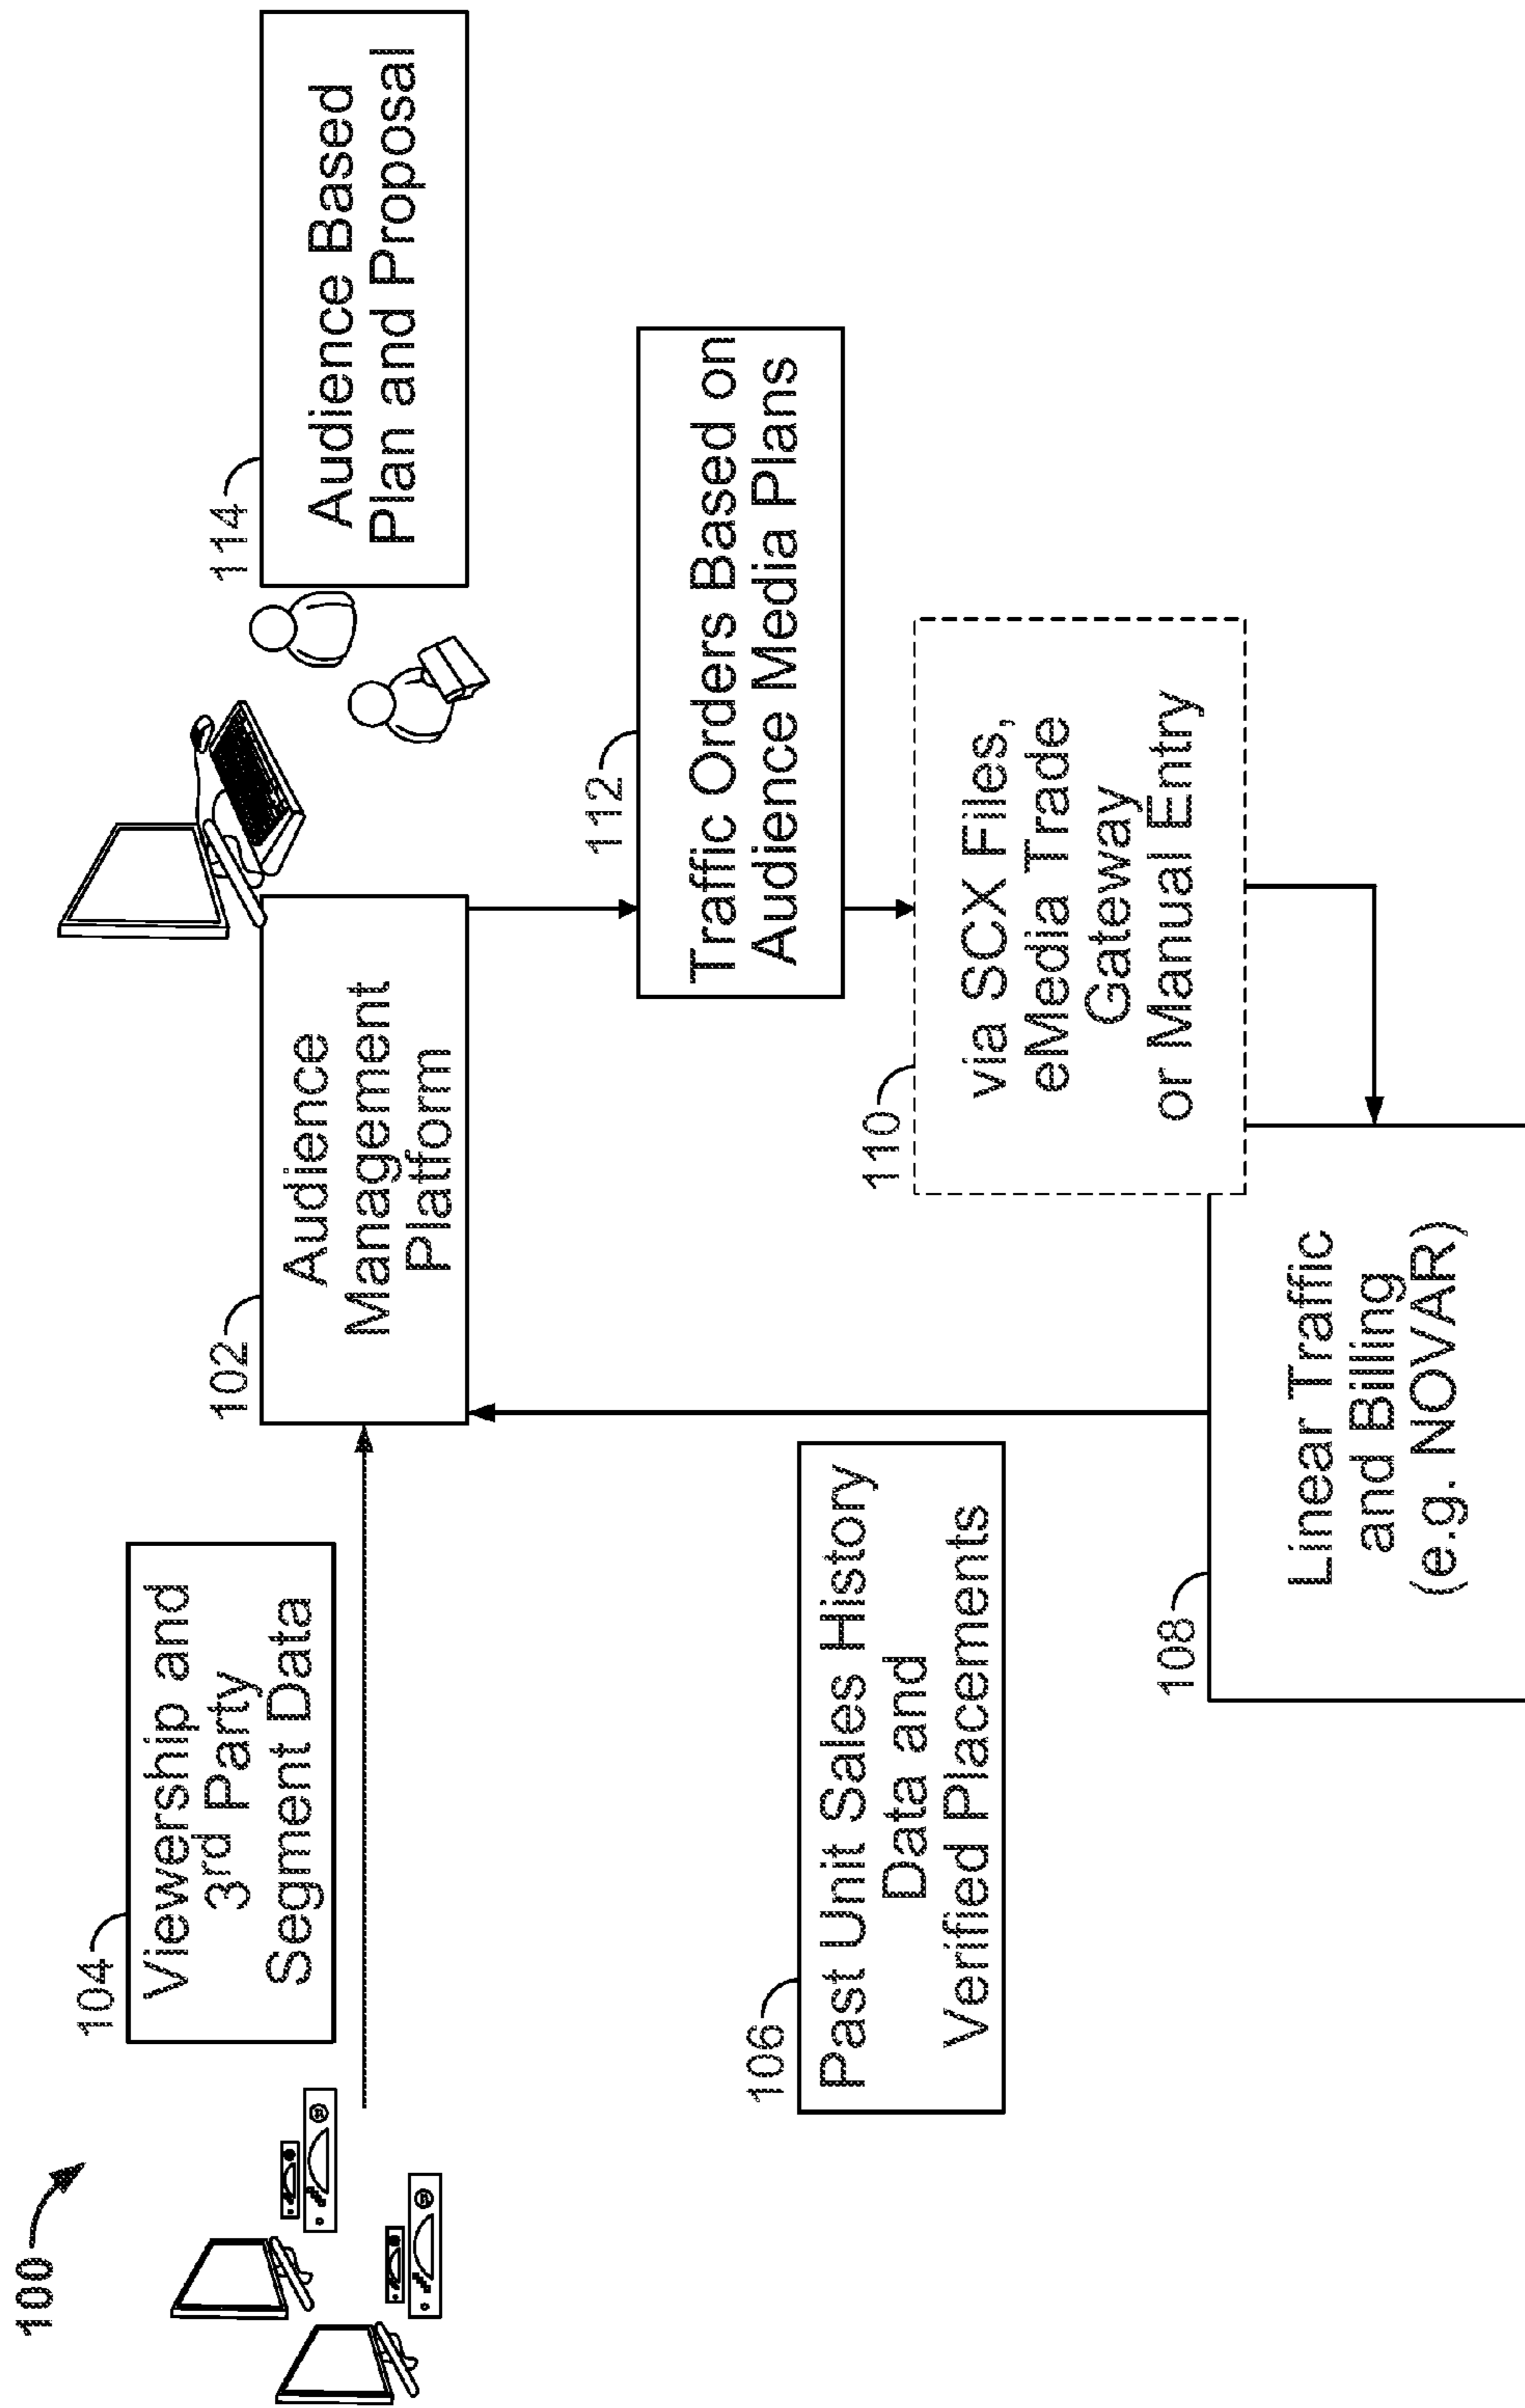 100
104
Viewership and
3rd Party
Segment Data
102
Audience
Management
Platform
114
Audience Based
Plan and Proposal
106
Past Unit Sales History
Data and
Verified Placements
112
Traffic Orders Based on
Audience Media Plans
110
via SCX Files,
eMedia Trade
Gateway
or Manual Entry
108
Linear Traffic
and Billing
(e.g. NOVAR)